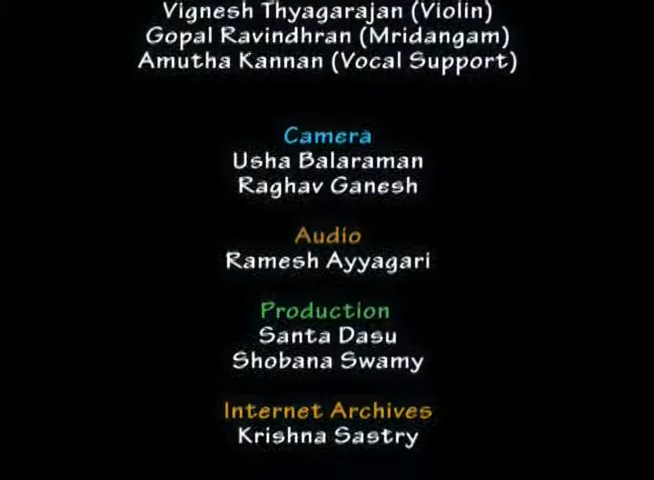 Vignesh Thyagarajan (Violin)
Gopal Ravindhran (Mridangam)
Amutha Kannan (Vocal Support)
Camera
Usha Balaraman
Raghav Ganesh
Audio
Ramesh Ayyagari
Production
Santa Dasu
Shobana Swamy
Internet Archives
Krishna Sastry